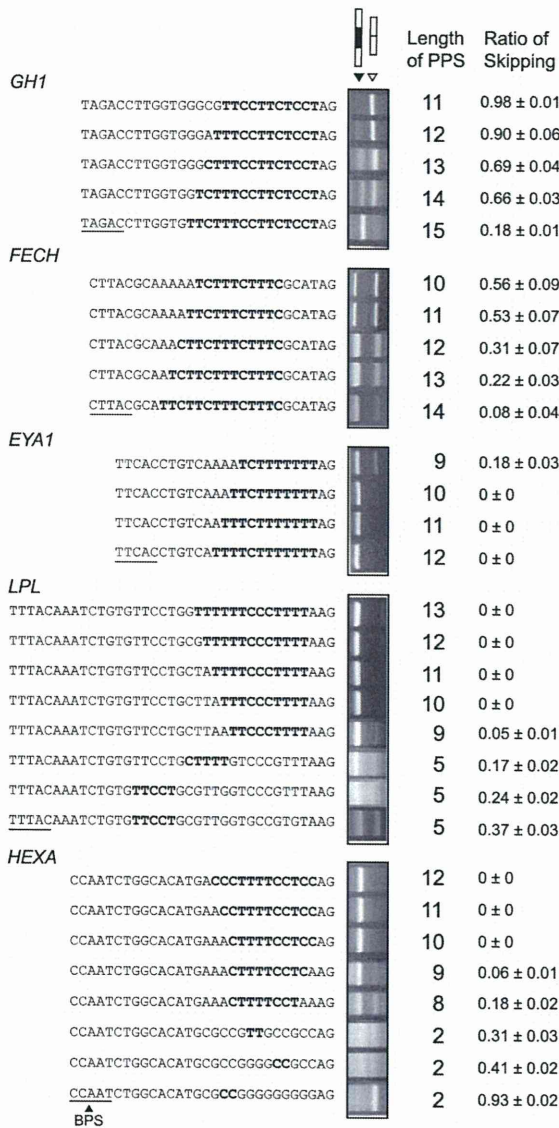 Length of PPS Ratio of Skipping
GH1
TAGACCTTGGTGGGCGTTCCTTCTCCTAG 11 0.98 ± 0.01
TAGACCTTGGTGGGATTTCCTTCTCCTAG 12 0.90 ± 0.06
TAGACCTTGGTGGGCTTTCCTTCTCCTAG 13 0.69 ± 0.04
TAGACCTTGGTGGTCTTTCCTTCTCCTAG 14 0.66 ± 0.03
TAGACCTTGGTGTTCTTTCCTTCTCCTAG 15 0.18 ± 0.01
FECH
CTTACGCAAAAATCTTTCTTTCGCATAG 10 0.56 ± 0.09
CTTACGCAAAATTCTTTCTTTCGCATAG 11 0.53 ± 0.07
CTTACGCAAACTTCTTTCTTTCGCATAG 12 0.31 ± 0.07
CTTACGCAATCTTCTTTCTTTCGCATAG 13 0.22 ± 0.03
CTTACGCATTCTTCTTTCTTTCGCATAG 14 0.08 ± 0.04
EYA1
TTCACCTGTCAAAATCTTTTTTTAG 9 0.18 ± 0.03
TTCACCTGTCAAATTCTTTTTTTAG 10 0 ± 0
TTCACCTGTCAATTTCTTTTTTTAG 11 0 ± 0
TTCACCTGTCATTTTCTTTTTTTAG 12 0 ± 0
LPL
TTTACAAATCTGTGTTCCTGGTTTTTTCCCTTTTAAG 13 0 ± 0
TTTACAAATCTGTGTTCCTGCGTTTTTCCCTTTTAAG 12 0 ± 0
TTTACAAATCTGTGTTCCTGCTATTTTCCCTTTTAAG 11 0 ± 0
TTTACAAATCTGTGTTCCTGCTTATTTCCCTTTTAAG 10 0 ± 0
TTTACAAATCTGTGTTCCTGCTTAATTCCCTTTTAAG 9 0.05 ± 0.01
TTTACAAATCTGTGTTCCTGCTTTTGTCCCGTTTAAG 5 0.17 ± 0.02
TTTACAAATCTGTGTTCCTGCGTTGGTCCCGTTTAAG 5 0.24 ± 0.02
TTTACAAATCTGTGTTCCTGCGTTGGTGCCGTGTAAG 5 0.37 ± 0.03
HEXA
CCAATCTGGCACATGACCCTTTTCCTCCAG 12 0 ± 0
CCAATCTGGCACATGAACCTTTTCCTCCAG 11 0 ± 0
CCAATCTGGCACATGAAACTTTTCCTCCAG 10 0 ± 0
CCAATCTGGCACATGAAACTTTTCCTCAAG 9 0.06 ± 0.01
CCAATCTGGCACATGAAACTTTTCCTAAAG 8 0.18 ± 0.02
CCAATCTGGCACATGCGCCGTTGCCGCCAG 2 0.31 ± 0.03
CCAATCTGGCACATGCGCCGGGGCCGCCAG 2 0.41 ± 0.02
CCAATCTGGCACATGCGCCGGGGGGGGGAG 2 0.93 ± 0.02
BPS